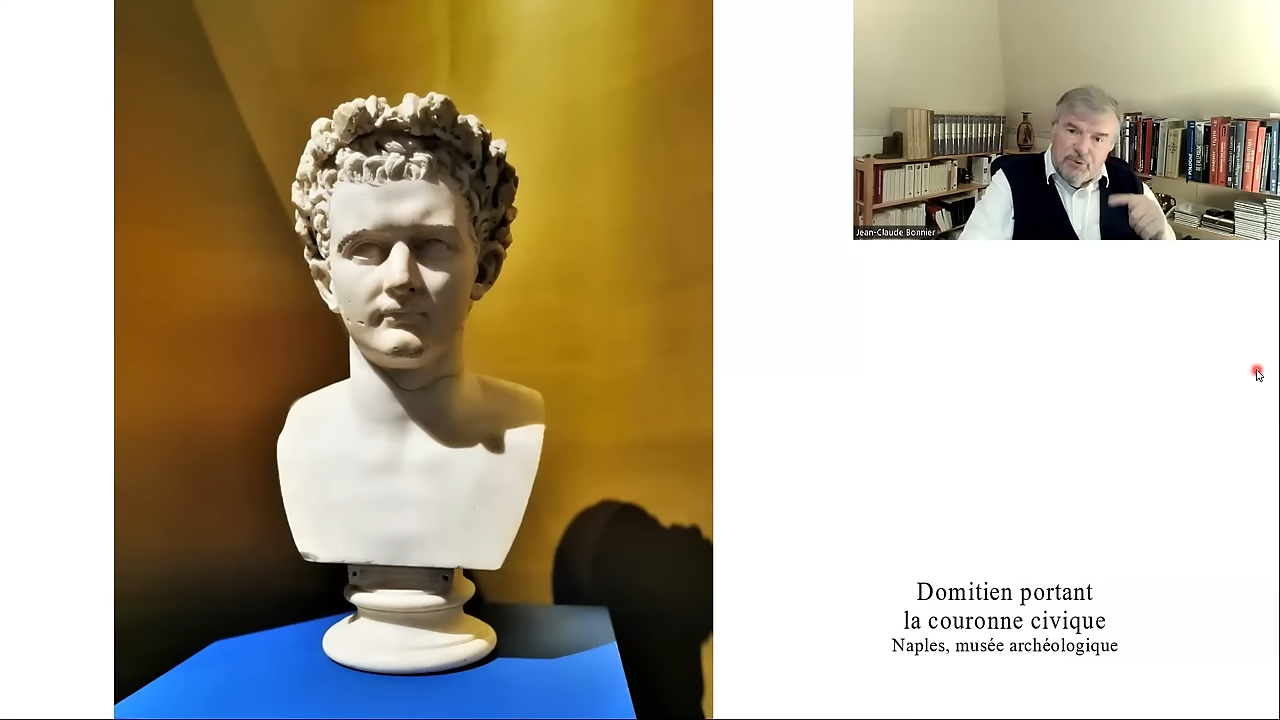 Jean-Claude Bonnier
Domitien portant
la couronne civique
Naples, musée archéologique